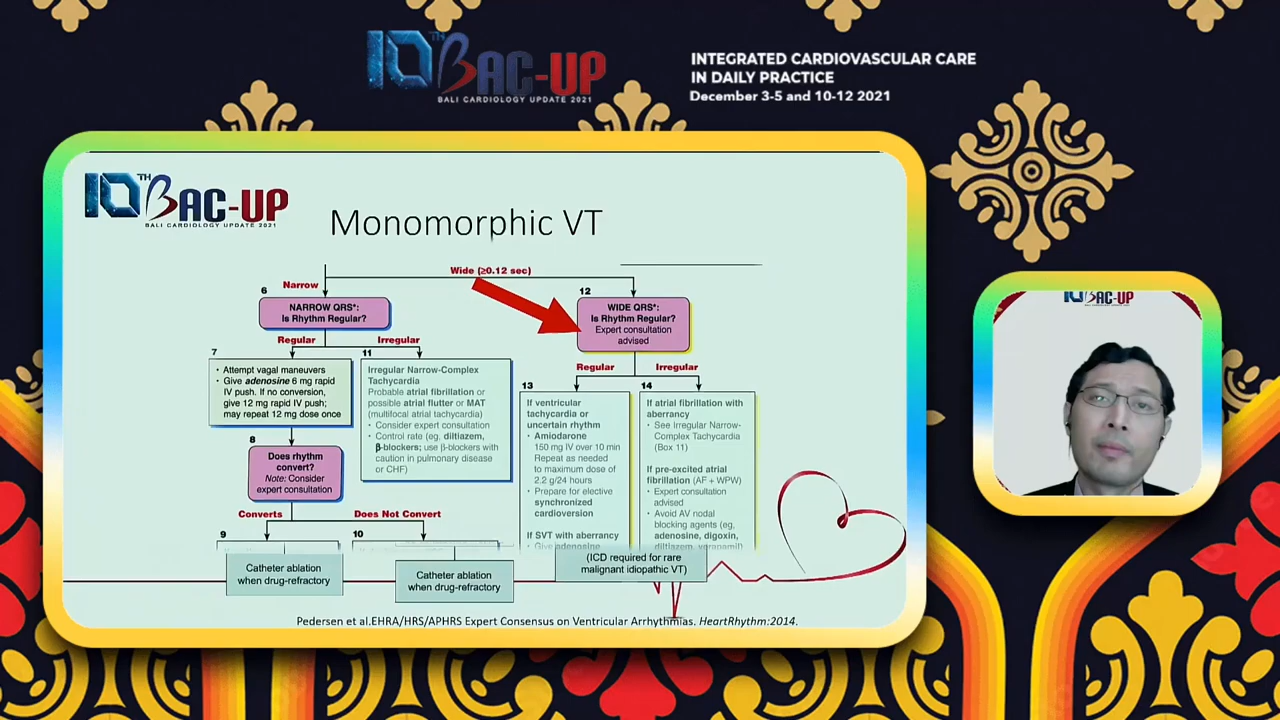 10TH BAC-UP
BALI CARDIOLOGY UPDATE 2021
INTEGRATED CARDIOVASCULAR CARE
IN DAILY PRACTICE
December 3-5 and 10-12 2021
10TH BAC-UP
BALI CARDIOLOGY UPDATE 2021
Monomorphic VT
Wide (≥0.12 sec)
Narrow
6
NARROW QRS*:
Is Rhythm Regular?
Regular
Irregular
7
• Attempt vagal maneuvers
• Give adenosine 6 mg rapid
IV push. If no conversion,
give 12 mg rapid IV push;
may repeat 12 mg dose once
11
Irregular Narrow-Complex
Tachycardia
Probable atrial fibrillation or
possible atrial flutter or MAT
(multifocal atrial tachycardia)
• Consider expert consultation
• Control rate (eg, diltiazem,
β-blockers; use β-blockers with
caution in pulmonary disease
or CHF)
8
Does rhythm
convert?
Note: Consider
expert consultation
Converts
Does Not Convert
9
10
Catheter ablation
when drug-refractory
Catheter ablation
when drug-refractory
12
WIDE QRS*:
Is Rhythm Regular?
Expert consultation
advised
Regular
Irregular
13
If ventricular
tachycardia or
uncertain rhythm
• Amiodarone
150 mg IV over 10 min
Repeat as needed
to maximum dose of
2.2 g/24 hours
• Prepare for elective
synchronized
cardioversion
If SVT with aberrancy
• Give adenosine
14
If atrial fibrillation with
aberrancy
• See Irregular Narrow-
Complex Tachycardia
(Box 11)
If pre-excited atrial
fibrillation (AF + WPW)
• Expert consultation
advised
• Avoid AV nodal
blocking agents (eg,
adenosine, digoxin,
diltiazem, verapamil)
(ICD required for rare
malignant idiopathic VT)
Pedersen et al.EHRA/HRS/APHRS Expert Consensus on Ventricular Arrhythmias. HeartRhythm:2014.
10 BAC-UP